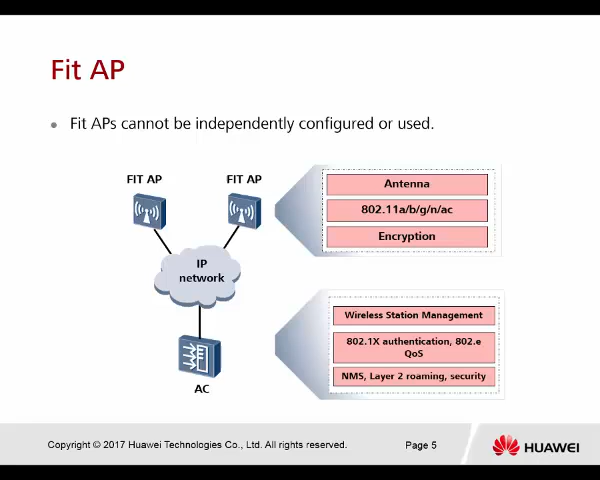 Fit AP
Fit APs cannot be independently configured or used.
FIT AP
FIT AP
Antenna
802.11a/b/g/n/ac
Encryption
IP
network
Wireless Station Management
802.1X authentication, 802.e
QoS
NMS, Layer 2 roaming, security
AC
Copyright © 2017 Huawei Technologies Co., Ltd. All rights reserved.
Page 5
HUAWEI